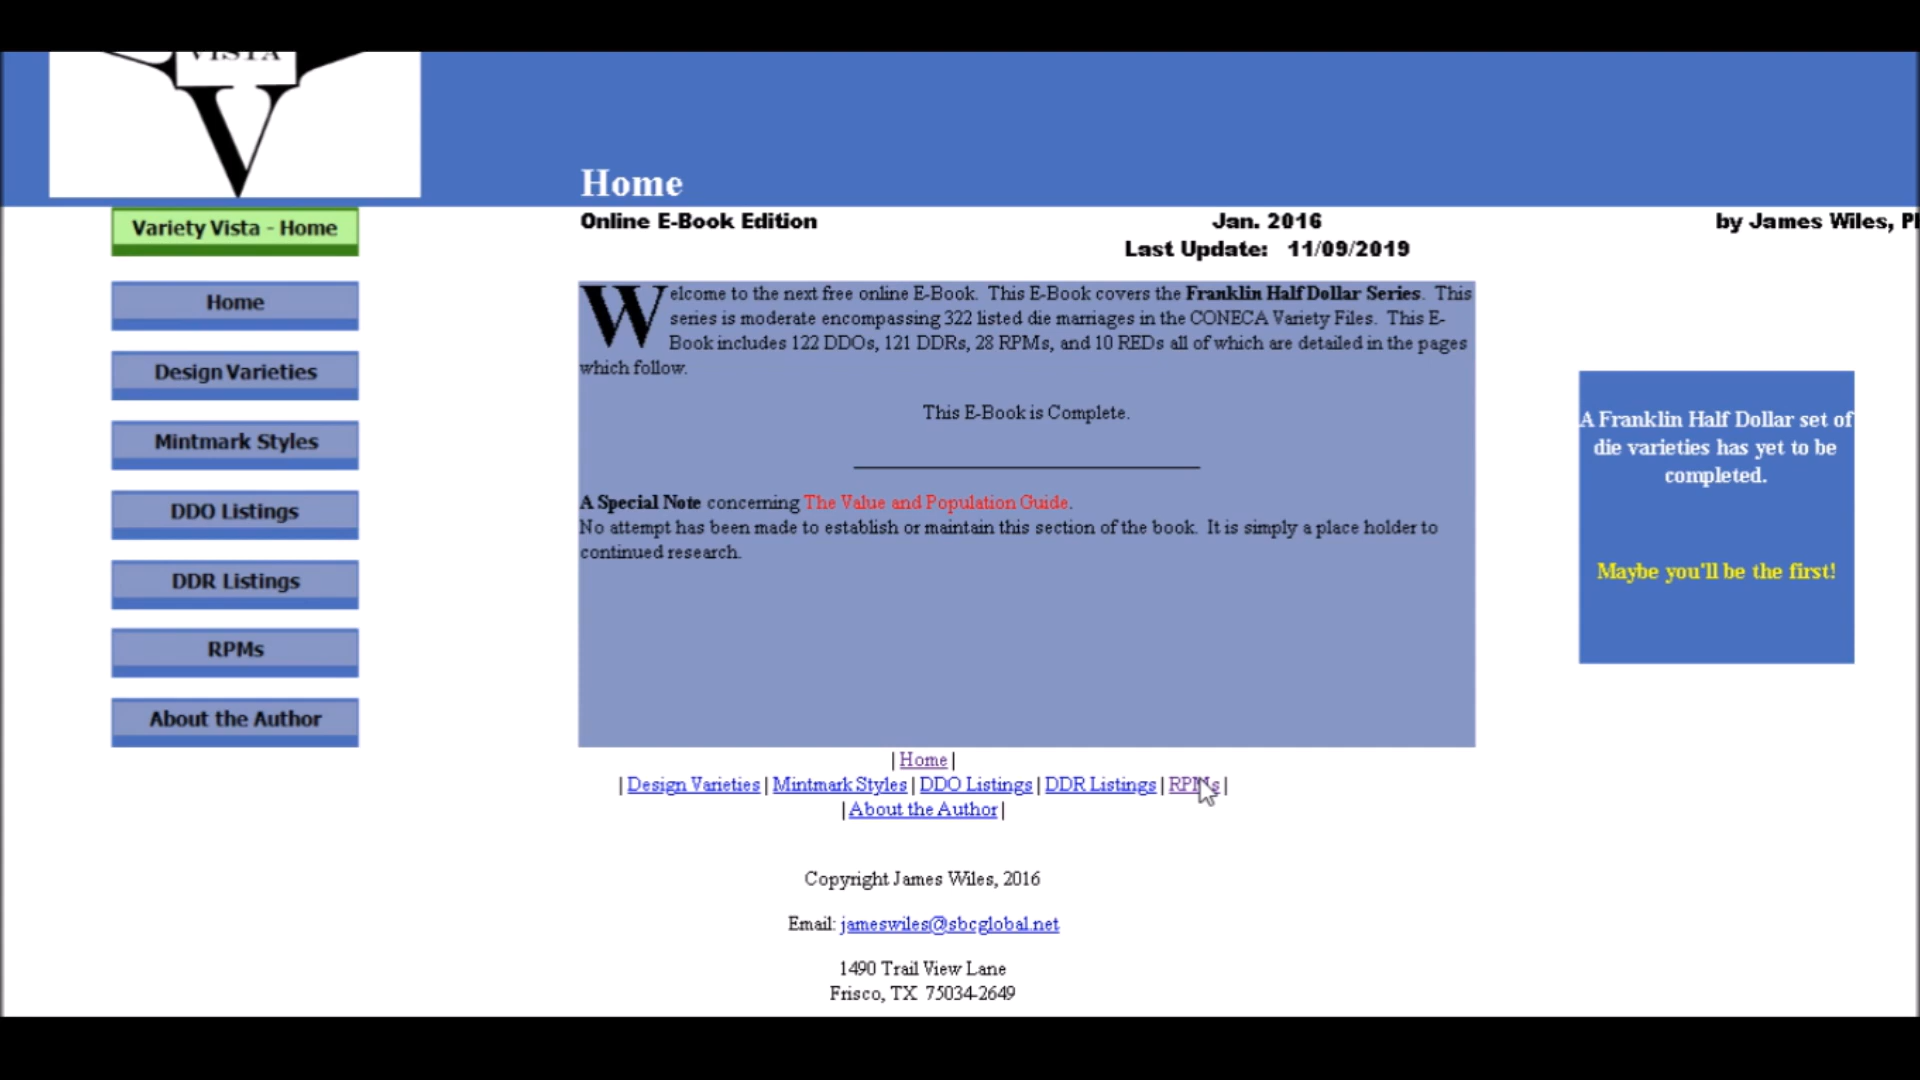 VISTA
V
Home
Variety Vista - Home
Online E-Book Edition
Jan. 2016
by James Wiles,
Last Update: 11/09/2019
Home
Design Varieties
Mintmark Styles
DDO Listings
DDR Listings
RPMs
About the Author
Welcome to the next free online E-Book. This E-Book covers the Franklin Half Dollar Series. This
series is moderate encompassing 322 listed die marriages in the CONECA Variety Files. This E-
Book includes 122 DDOs, 121 DDRs, 28 RPMs, and 10 REDs all of which are detailed in the pages
which follow.
This E-Book is Complete.
A Special Note concerning The Value and Population Guide.
No attempt has been made to establish or maintain this section of the book. It is simply a place holder to
continued research.
A Franklin Half Dollar set of
die varieties has yet to be
completed.
Maybe you'll be the first!
| Home |
| Design Varieties | Mintmark Styles | DDO Listings | DDR Listings | RPMs |
| About the Author |
Copyright James Wiles, 2016
Email: jameswiles@sbcglobal.net
1490 Trail View Lane
Frisco, TX 75034-2649